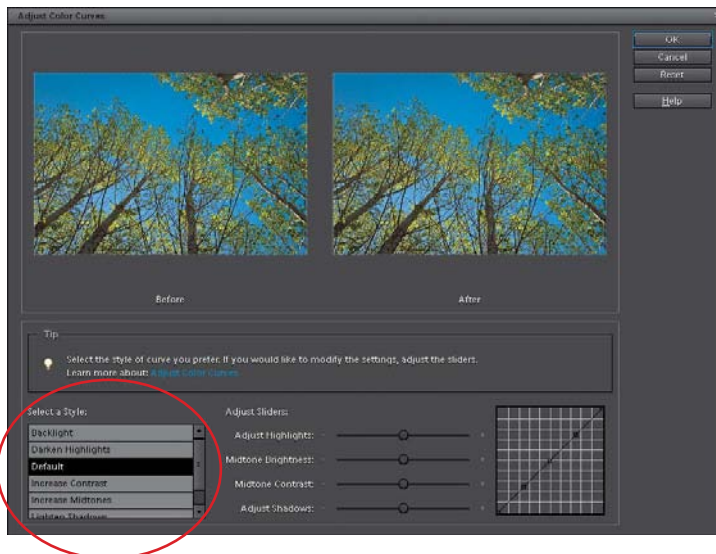 Adjust Color Curves
OK
Cancel
Reset
Help
Before
After
Tip
Select the style of curve you prefer. If you would like to modify the settings, adjust the sliders.
Learn more about: Adjust Color Curves
Select a Style:
Backlight
Darken Highlights
Default
Increase Contrast
Increase Midtones
Lighten Shadows
Adjust Sliders:
Adjust Highlights: - +
Midtone Brightness: - +
Midtone Contrast: - +
Adjust Shadows: - +